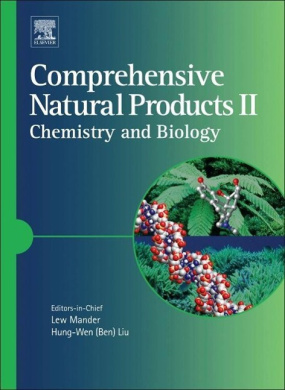 ELSEVIER
Comprehensive
Natural Products II
Chemistry and Biology
Editors-in-Chief
Lew Mander
Hung-Wen (Ben) Liu